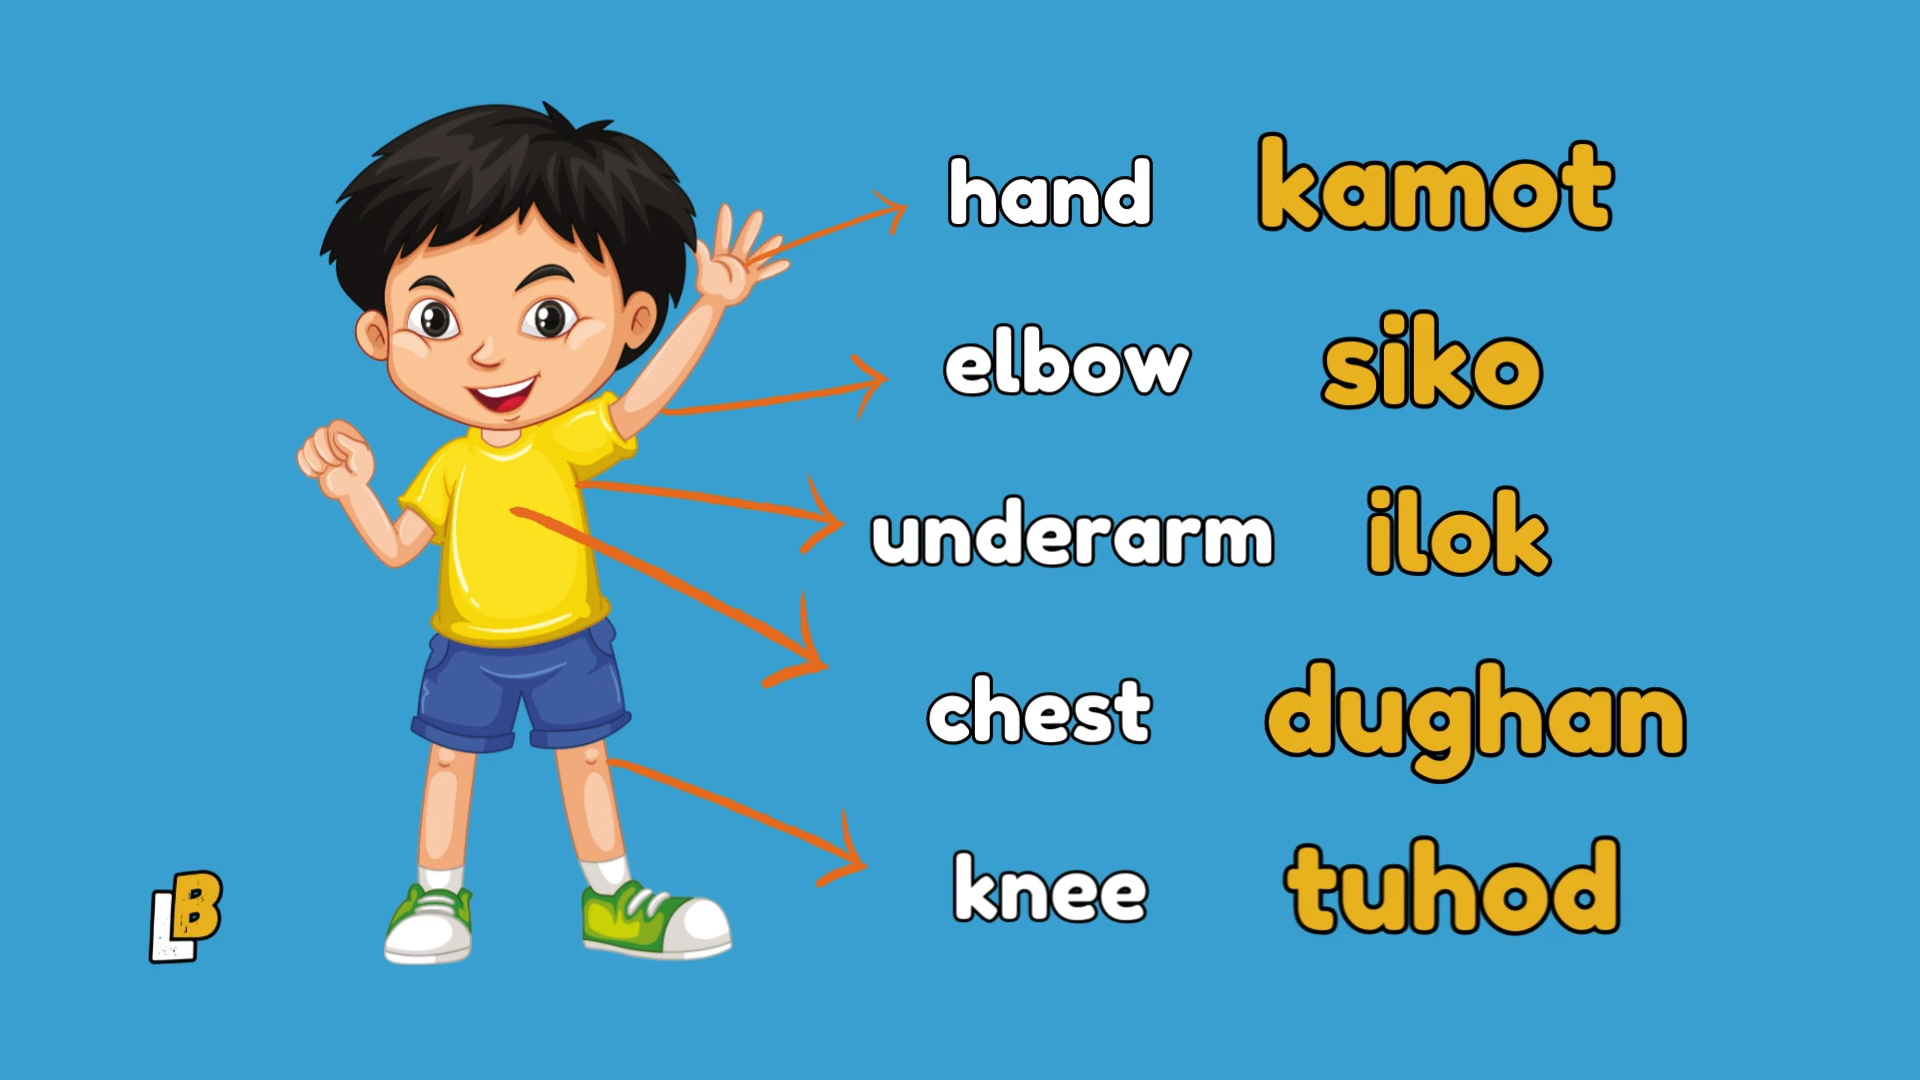 hand kamot
elbow siko
underarm ilok
chest dughan
knee tuhod
LB